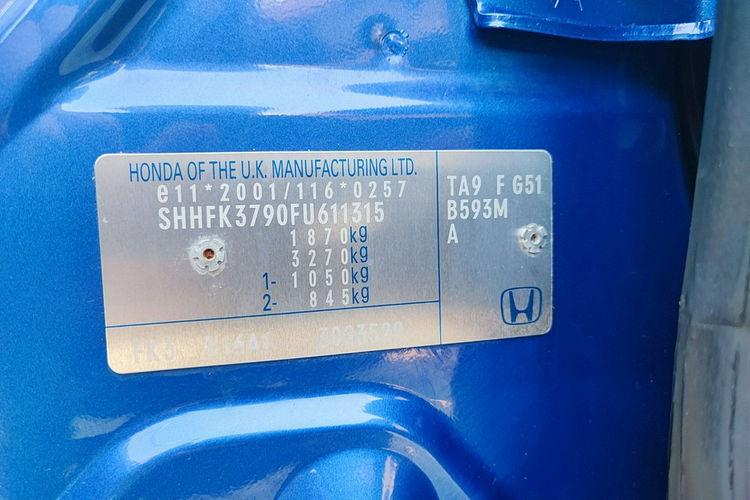 HONDA OF THE U.K. MANUFACTURING LTD.
e11*2001/116*0257
SHHFK3790FU611315
1870kg
3270kg
1- 1050kg
2- 845kg
TA9 F G51
B593M
A